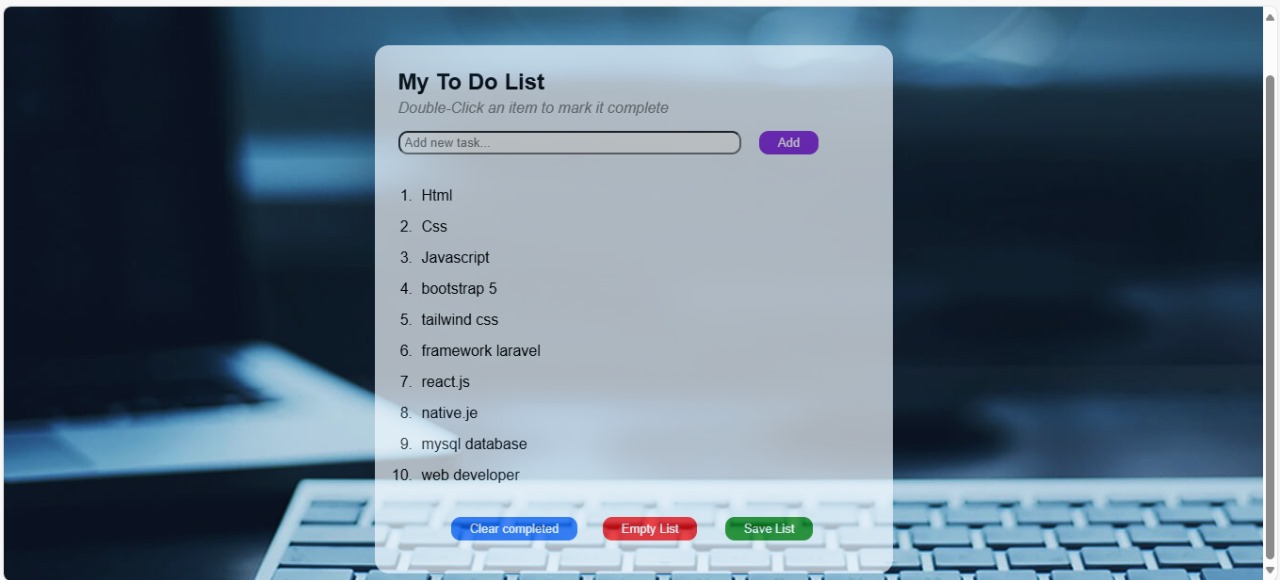 My To Do List
Double-Click an item to mark it complete
Add new task...
Add
1. Html
2. Css
3. Javascript
4. bootstrap 5
5. tailwind css
6. framework laravel
7. react.js
8. native.je
9. mysql database
10. web developer
Clear completed
Empty List
Save List